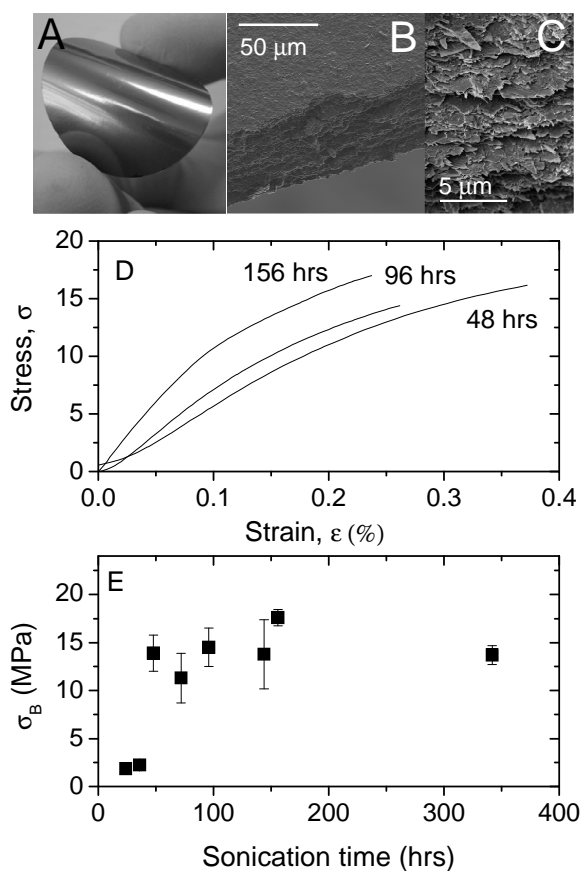 A
50 μm
B
C
5 μm
D
156 hrs
96 hrs
48 hrs
20
15
10
5
0
Stress, σ
0.0 0.1 0.2 0.3 0.4
Strain, ε (%)
E
20
15
10
5
0
σB (MPa)
0 100 200 300 400
Sonication time (hrs)